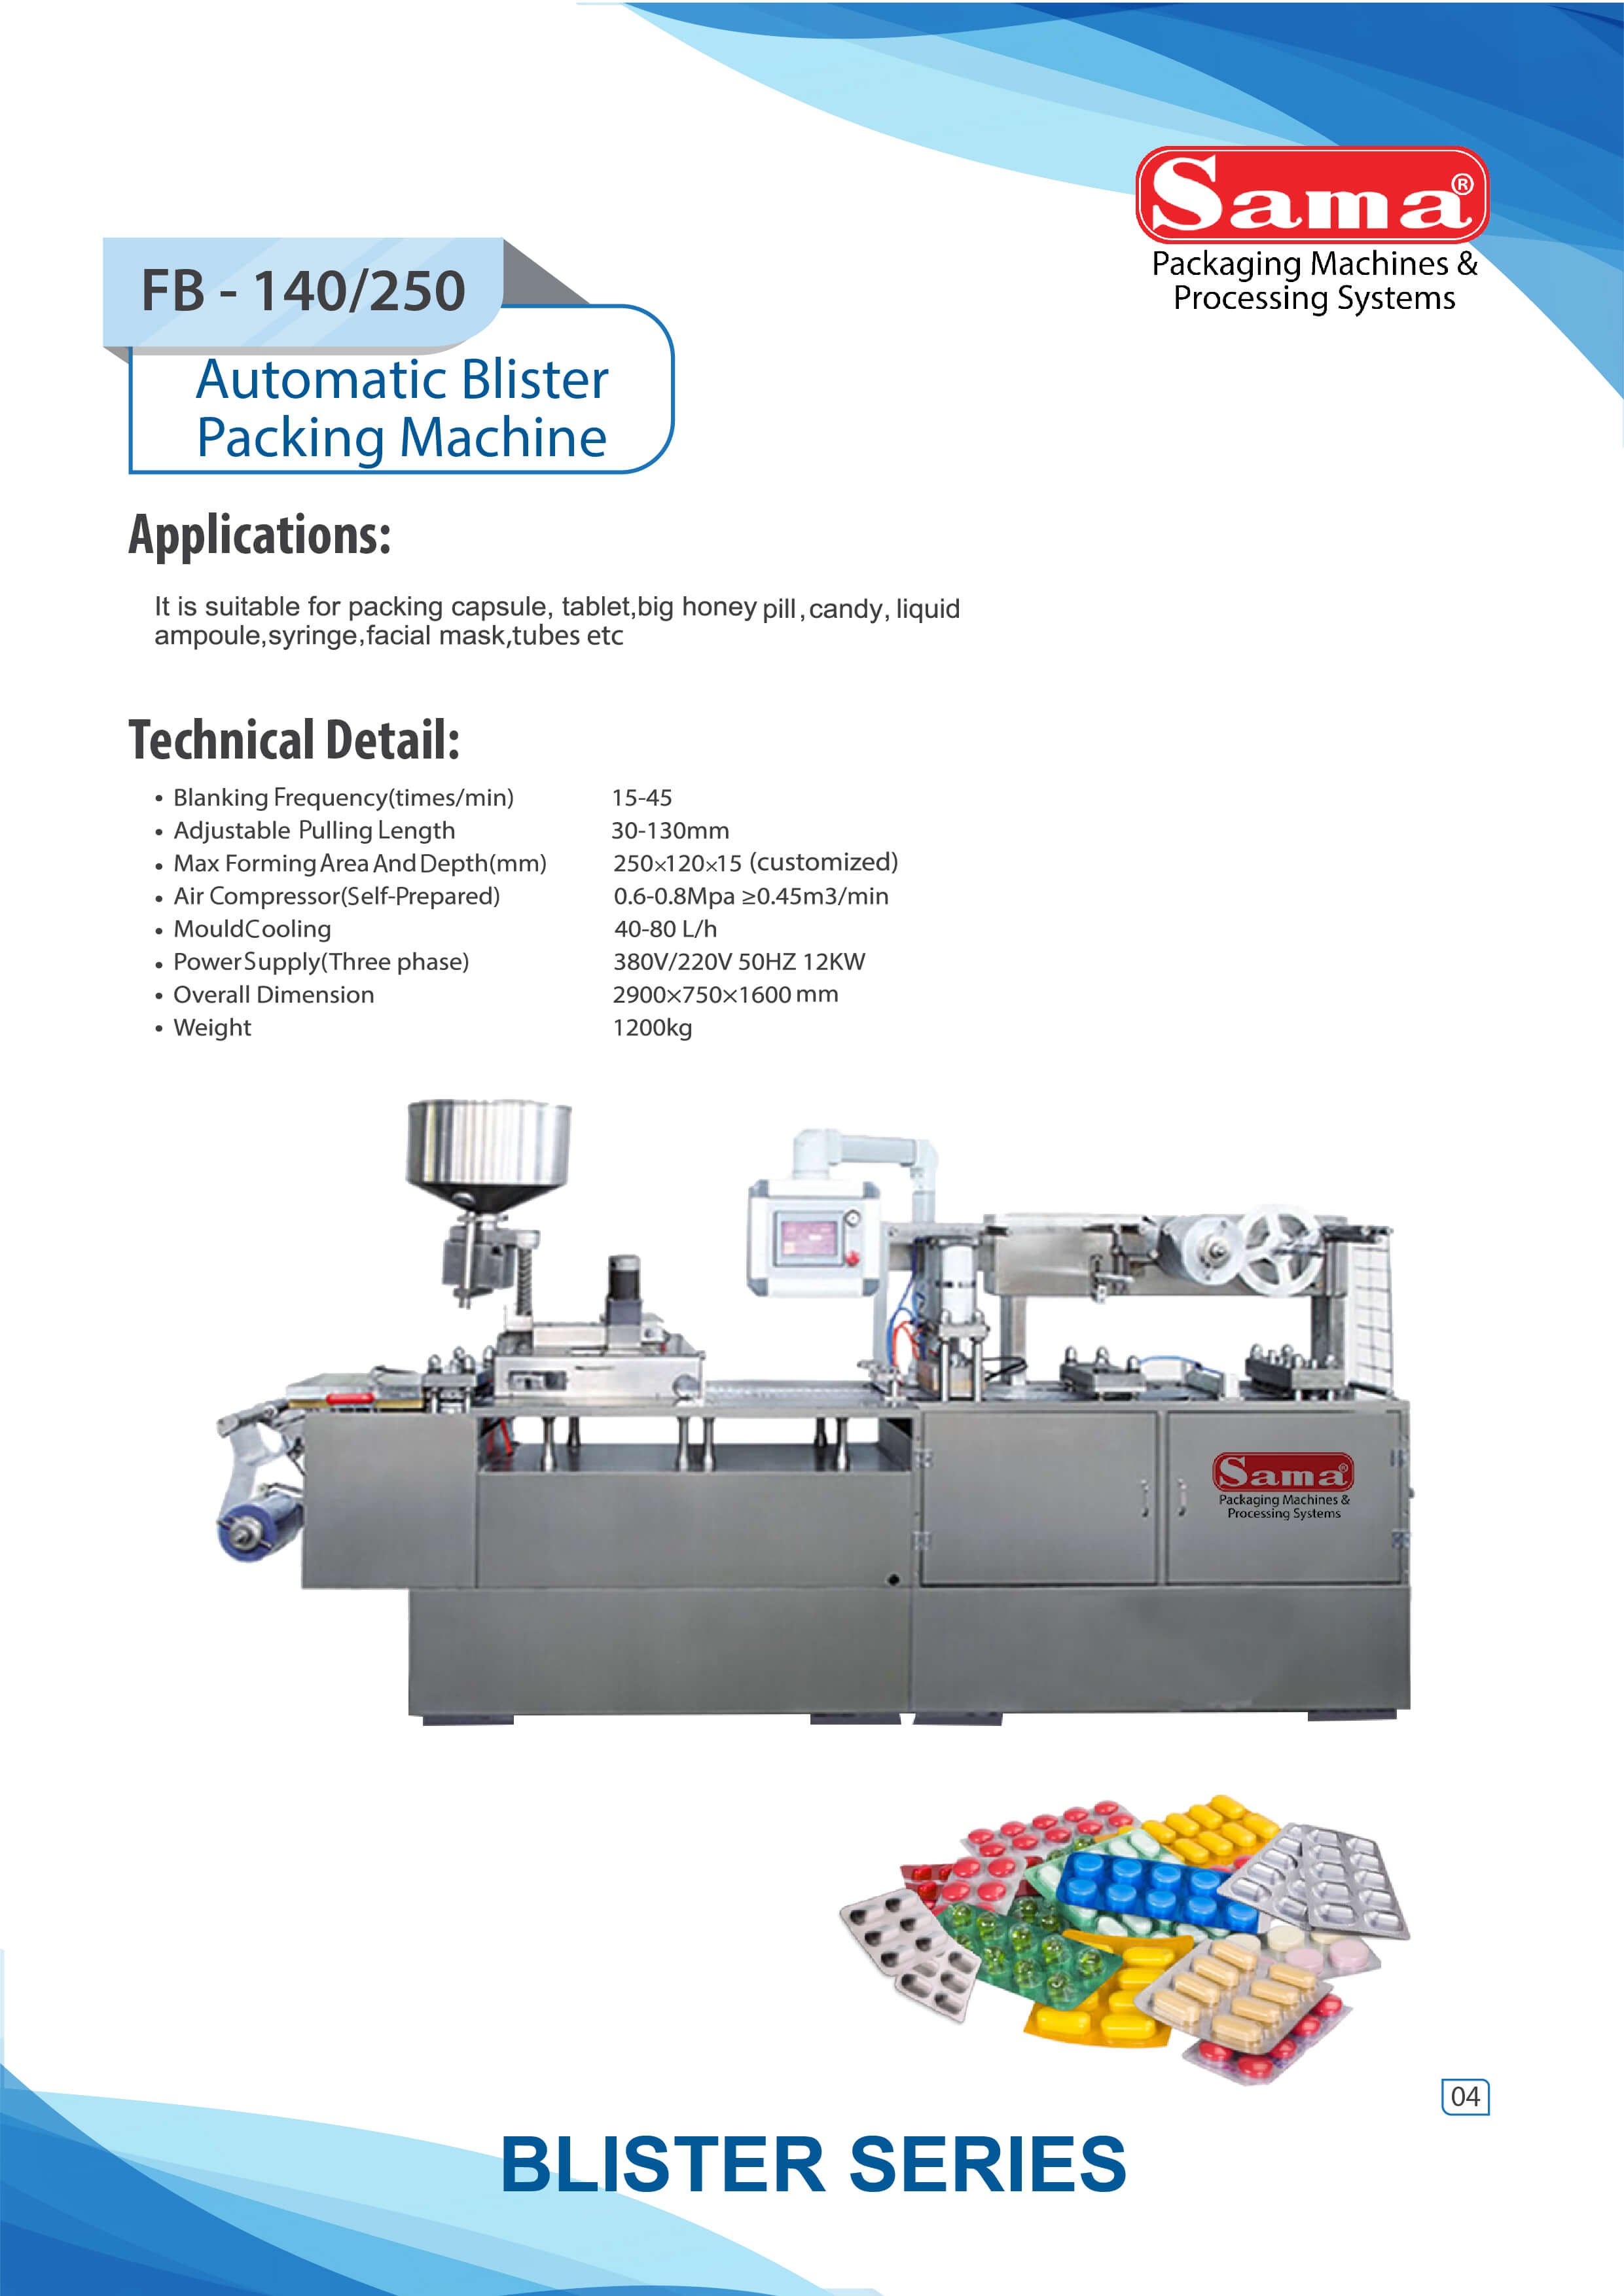 Sama®
Packaging Machines &
Processing Systems
FB - 140/250
Automatic Blister
Packing Machine
Applications:
It is suitable for packing capsule, tablet,big honey pill, candy, liquid
ampoule,syringe,facial mask,tubes etc
Technical Detail:
• Blanking Frequency(times/min) 15-45
• Adjustable Pulling Length 30-130mm
• Max Forming Area And Depth(mm) 250×120×15 (customized)
• Air Compressor(Self-Prepared) 0.6-0.8Mpa ≥0.45m3/min
• MouldCooling 40-80 L/h
• Power Supply(Three phase) 380V/220V 50HZ 12KW
• Overall Dimension 2900×750×1600 mm
• Weight 1200kg
Sama®
Packaging Machines &
Processing Systems
04
BLISTER SERIES